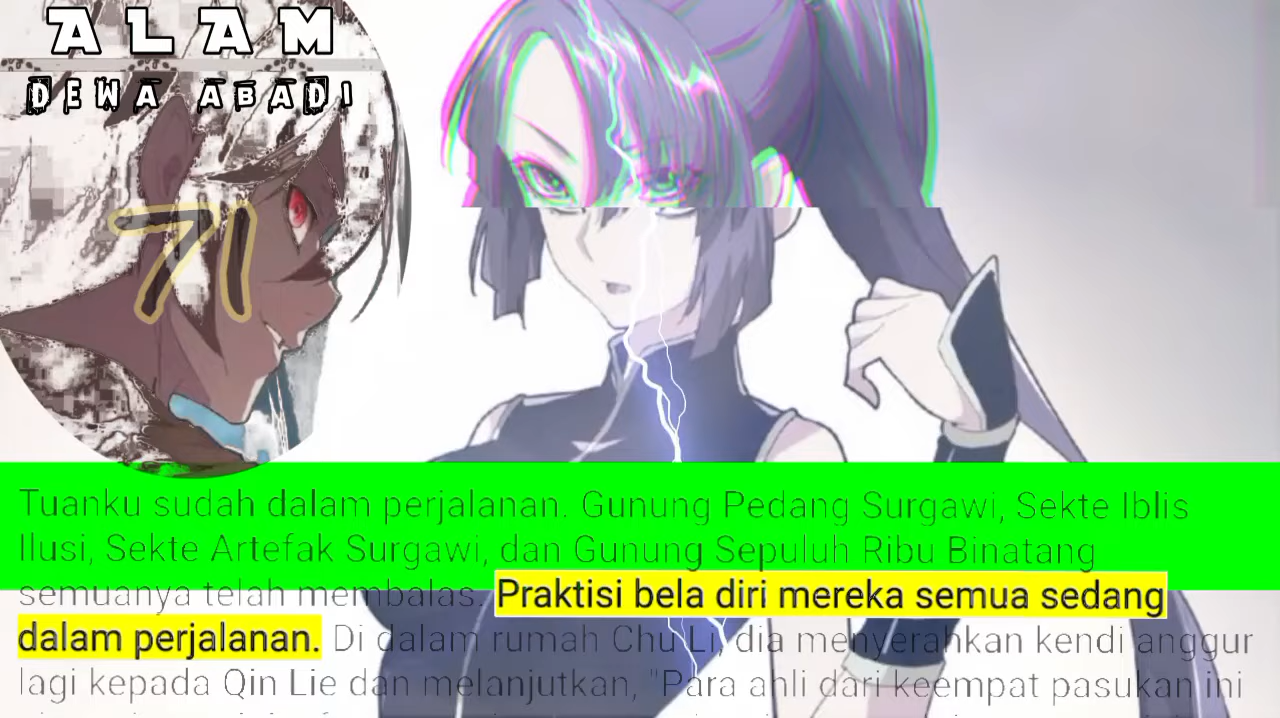 ALAM
DEWA ABADI
71
Tuanku sudah dalam perjalanan. Gunung Pedang Surgawi, Sekte Iblis
Ilusi, Sekte Artefak Surgawi, dan Gunung Sepuluh Ribu Binatang
semuanya telah membalas. Praktisi bela diri mereka semua sedang
dalam perjalanan. Di dalam rumah Chu Li, dia menyerahkan kendi anggur
lagi kepada Qin Lie dan melanjutkan, "Para ahli dari keempat pasukan ini